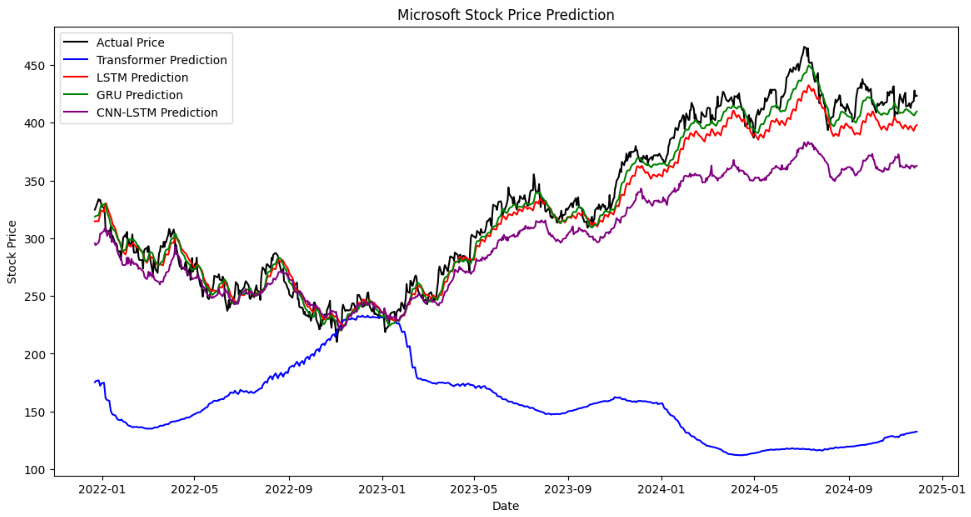 Microsoft Stock Price Prediction
Actual Price
Transformer Prediction
LSTM Prediction
GRU Prediction
CNN-LSTM Prediction
Stock Price
450
400
350
300
250
200
150
100
2022-01 2022-05 2022-09 2023-01 2023-05 2023-09 2024-01 2024-05 2024-09 2025-01
Date